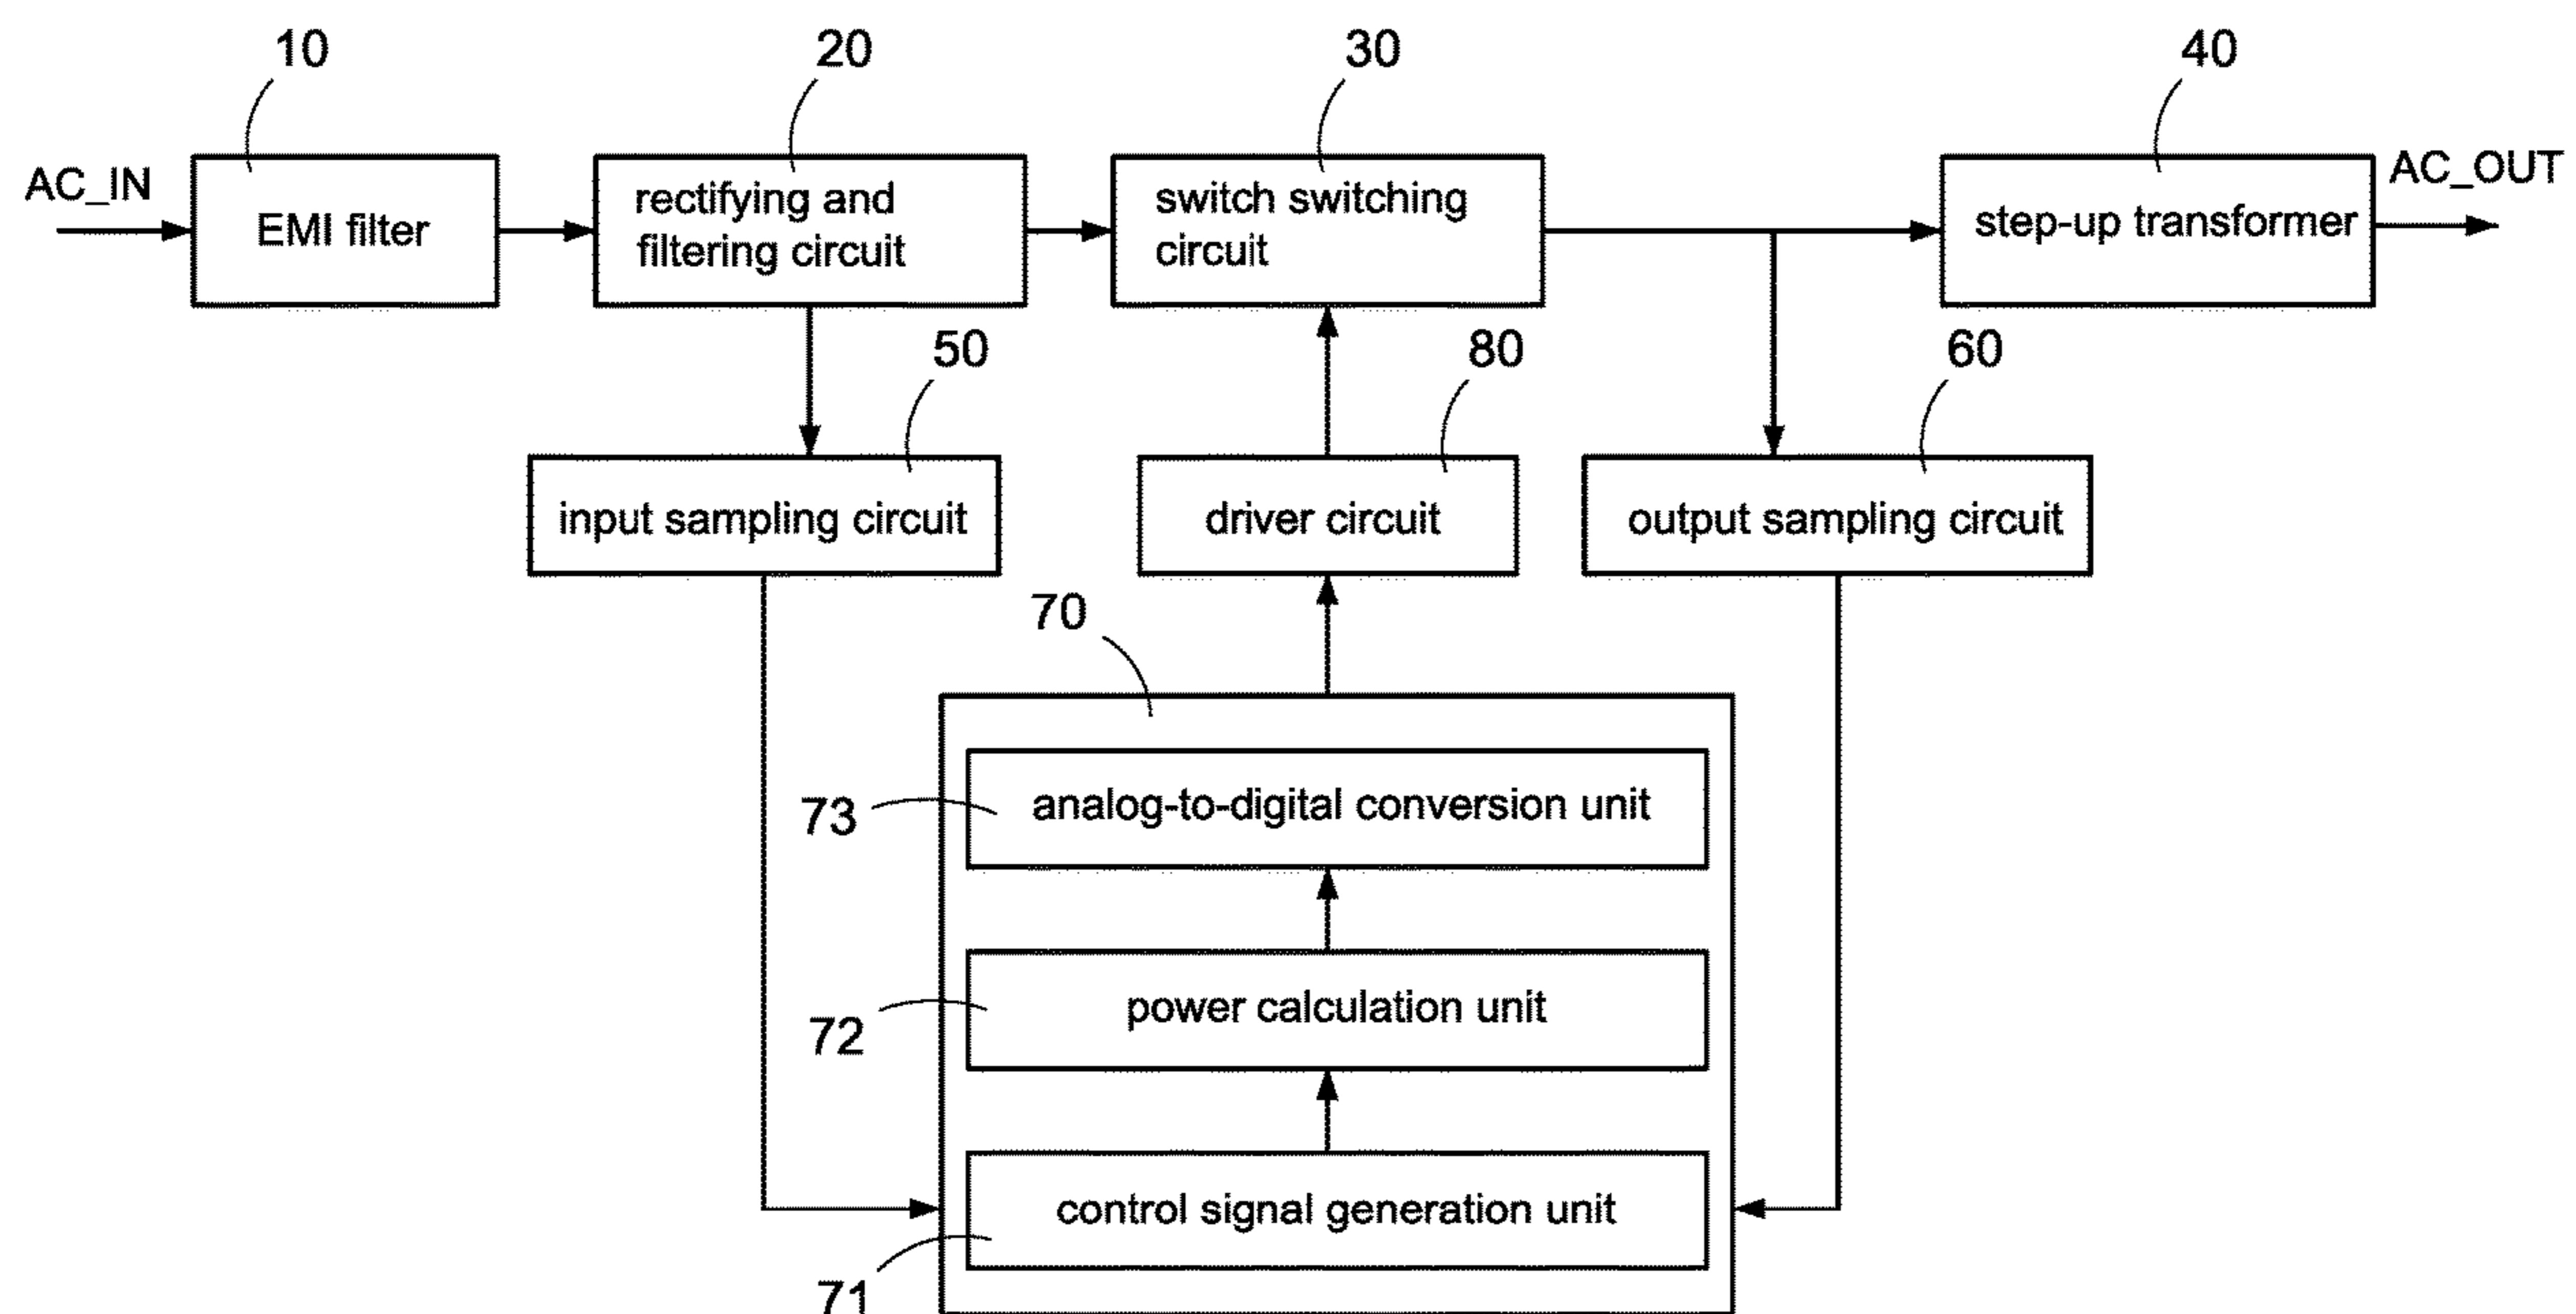 10
20
30
40
AC_IN
EMI filter
rectifying and
filtering circuit
switch switching
circuit
step-up transformer
AC_OUT
50
80
60
input sampling circuit
driver circuit
output sampling circuit
70
73
analog-to-digital conversion unit
72
power calculation unit
control signal generation unit
71